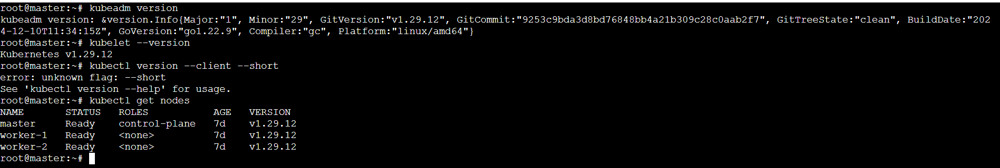 root@master:~# kubeadm version
kubeadm version: &version.Info{Major:"1", Minor:"29", GitVersion:"v1.29.12", GitCommit:"9253c9bda3d8bd76848bb4a21b309c28c0aab2f7", GitTreeState:"clean", BuildDate:"202
4-12-10T11:34:15Z", GoVersion:"go1.22.9", Compiler:"gc", Platform:"linux/amd64"}
root@master:~# kubelet --version
Kubernetes v1.29.12
root@master:~# kubectl version --client --short
error: unknown flag: --short
See 'kubectl version --help' for usage.
root@master:~# kubectl get nodes
NAME       STATUS   ROLES           AGE   VERSION
master     Ready    control-plane   7d    v1.29.12
worker-1   Ready    <none>          7d    v1.29.12
worker-2   Ready    <none>          7d    v1.29.12
root@master:~#